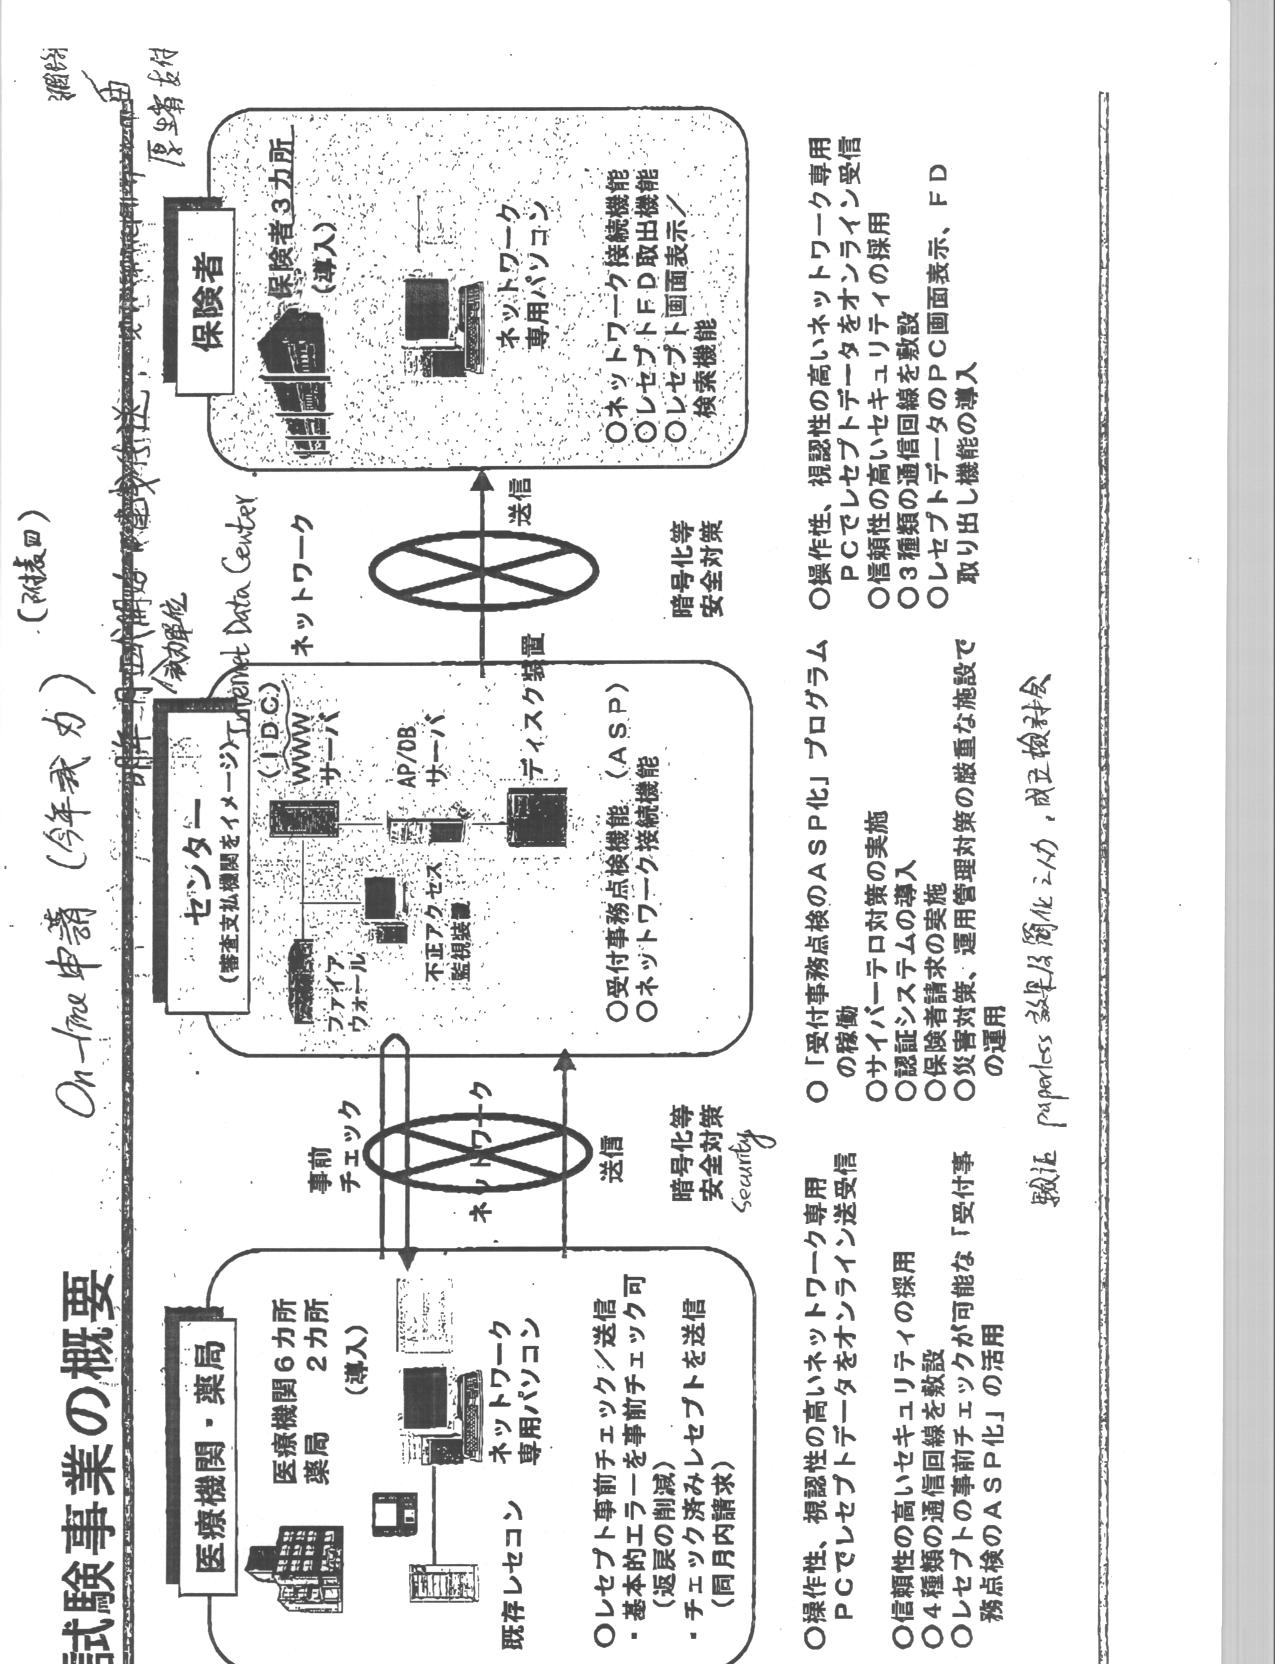 (附表四)
On-time 申請 (今年試办)
試験事業の概要
医療機関・薬局
医療機関6カ所
薬局 2カ所
(導入)
既存レセコン
ネットワーク
専用パソコン
○レセプト事前チェック/送信
・基本的エラーを事前チェック可
(返戻の削減)
・チェック済みレセプトを送信
(同月内請求)
事前
チェック
ネットワーク
送信
暗号化等
安全対策
Security
センター
(審査支払機関をイメージ)
(IDC)
Internet Data Center
WWW
サーバ
AP/DB
サーバ
ディスク装置
ファイア
ウォール
不正アクセス
監視装置
○受付事務点検機能 (ASP)
○ネットワーク接続機能
ネットワーク
送信
暗号化等
安全対策
保険者
保険者3カ所
(導入)
ネットワーク
専用パソコン
○ネットワーク接続機能
○レセプトFD取出機能
○レセプト画面表示/
検索機能
○操作性、視認性の高いネットワーク専用
PCでレセプトデータをオンライン送受信
○信頼性の高いセキュリティの採用
○4種類の通信回線を敷設
○レセプトの事前チェックが可能な「受付事
務点検のASP化」の活用
○「受付事務点検のASP化」プログラム
の稼働
○サイバーテロ対策の実施
○認証システムの導入
○保険者請求の実施
○災害対策、運用管理対策の厳重な施設で
の運用
○操作性、視認性の高いネットワーク専用
PCでレセプトデータをオンライン受信
○信頼性の高いセキュリティの採用
○3種類の通信回線を敷設
○レセプトデータのPC画面表示、FD
取り出し機能の導入
驗証 paperless 效果及簡化之効,成立檢討会